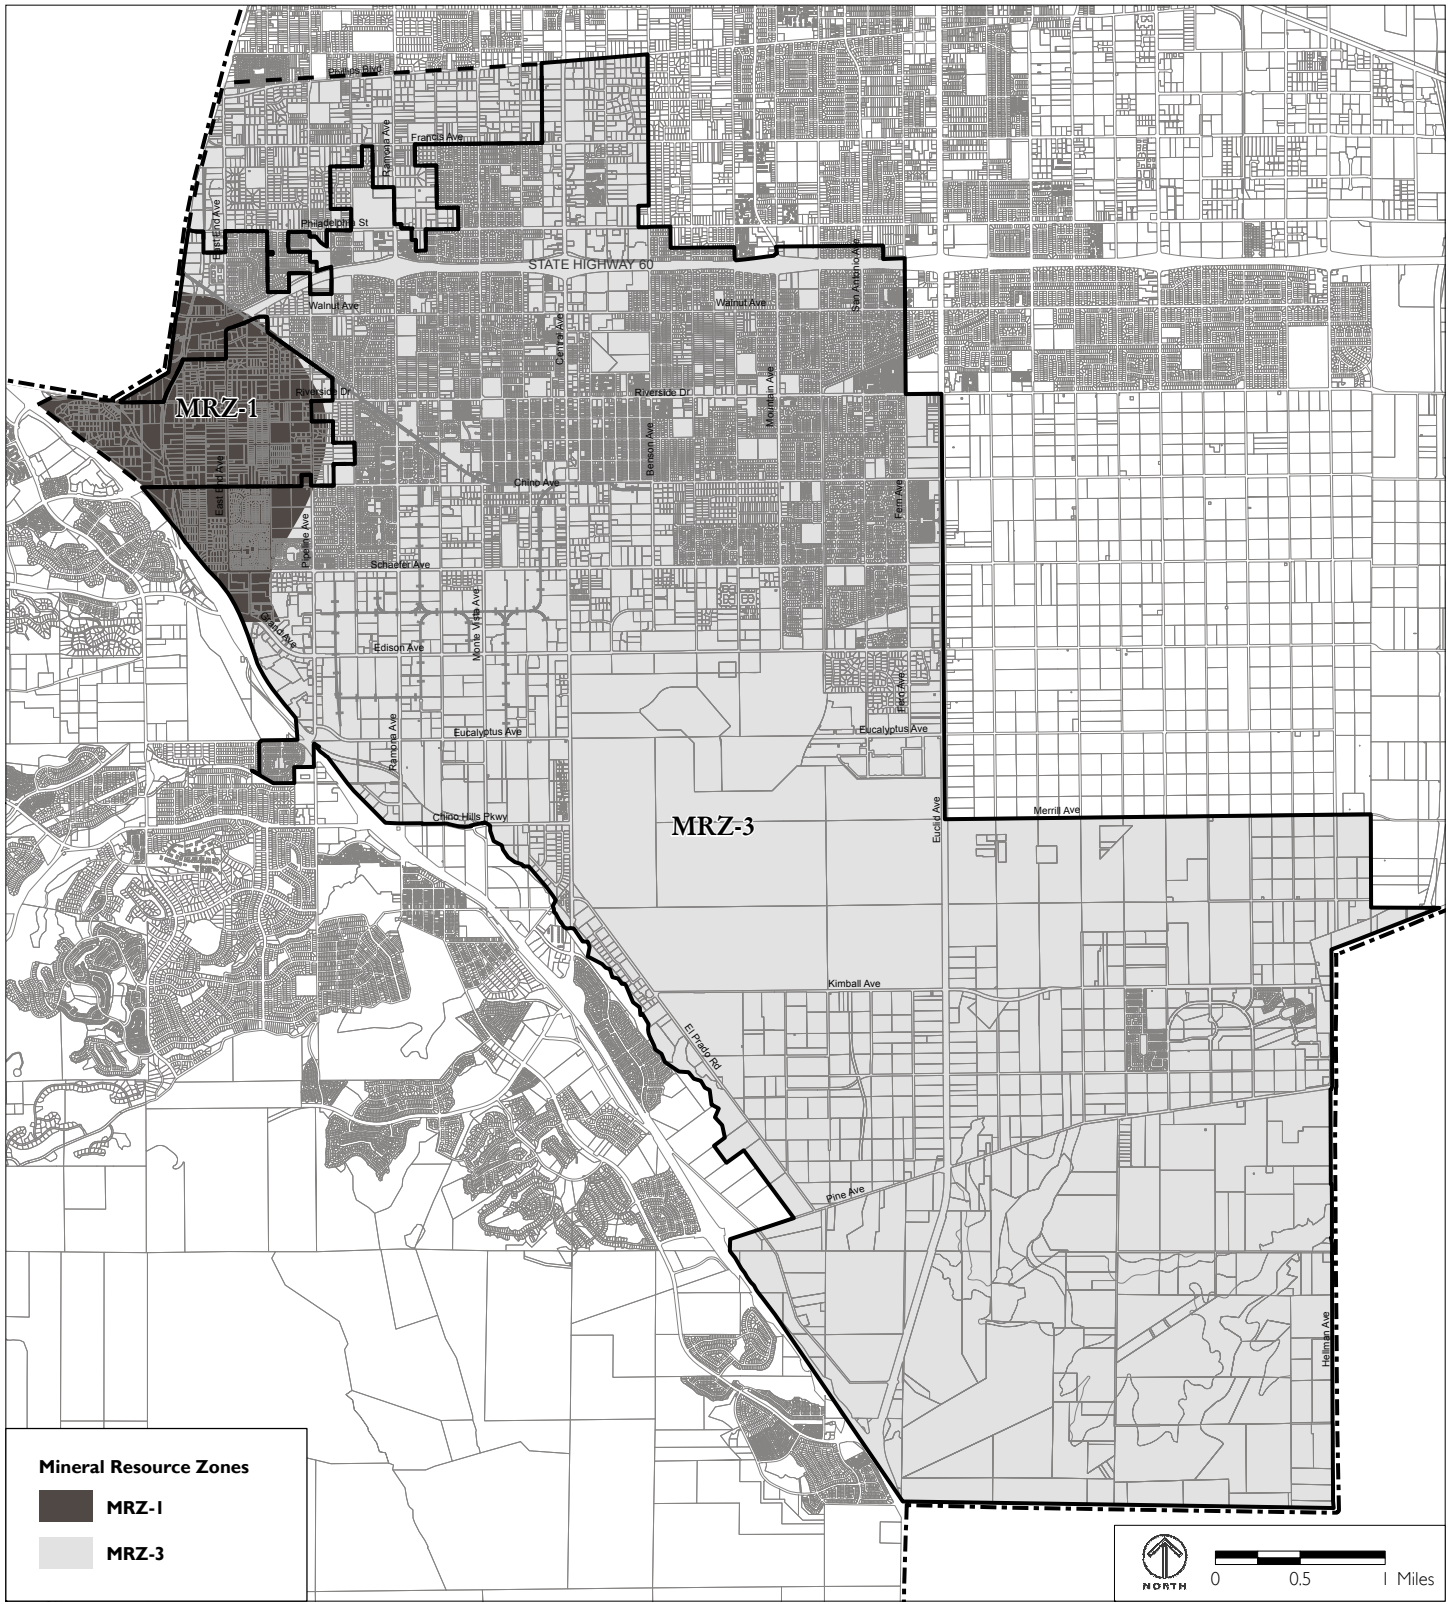 Phillips Blvd
Ramona Ave
Francis Ave
East End Ave
Philadelphia St
STATE HIGHWAY 60
San Antonio Ave
Walnut Ave
Walnut Ave
Central Ave
Mountain Ave
Riverside Dr
Riverside Dr
MRZ-1
Benson Ave
East End Ave
Chino Ave
Fern Ave
Pipeline Ave
Schaefer Ave
Monte Vista Ave
Grand Ave
Edison Ave
Fern Ave
Ramona Ave
Eucalyptus Ave
Eucalyptus Ave
Chino Hills Pkwy
MRZ-3
Euclid Ave
Merrill Ave
Kimball Ave
El Prado Rd
Pine Ave
Hellman Ave
Mineral Resource Zones
MRZ-1
MRZ-3
NORTH
0 0.5 1 Miles